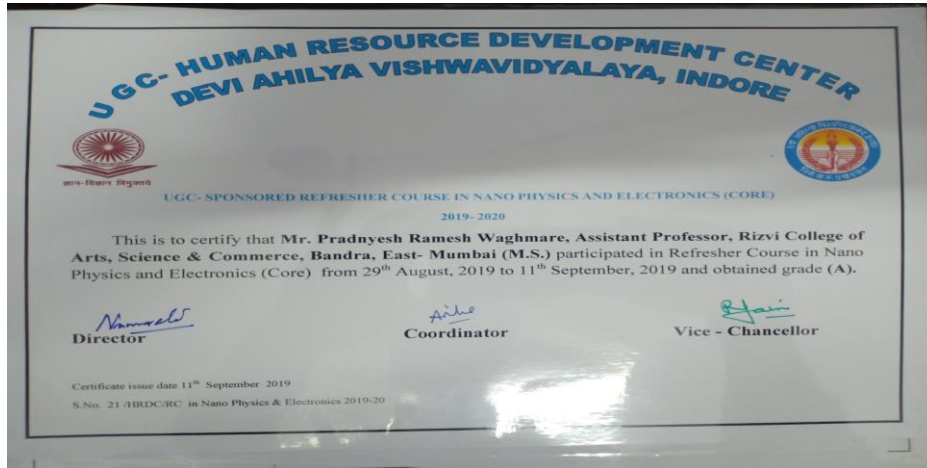 UGC- HUMAN RESOURCE DEVELOPMENT CENTER
DEVI AHILYA VISHWAVIDYALAYA, INDORE
ज्ञान-विज्ञान विमुक्तये
UGC- SPONSORED REFRESHER COURSE IN NANO PHYSICS AND ELECTRONICS (CORE)
2019- 2020
This is to certify that Mr. Pradnyesh Ramesh Waghmare, Assistant Professor, Rizvi College of
Arts, Science & Commerce, Bandra, East- Mumbai (M.S.) participated in Refresher Course in Nano
Physics and Electronics (Core) from 29th August, 2019 to 11th September, 2019 and obtained grade (A).
Director
Coordinator
Vice - Chancellor
Certificate issue date 11th September 2019
S.No. 21 /HRDC/RC in Nano Physics & Electronics 2019-20